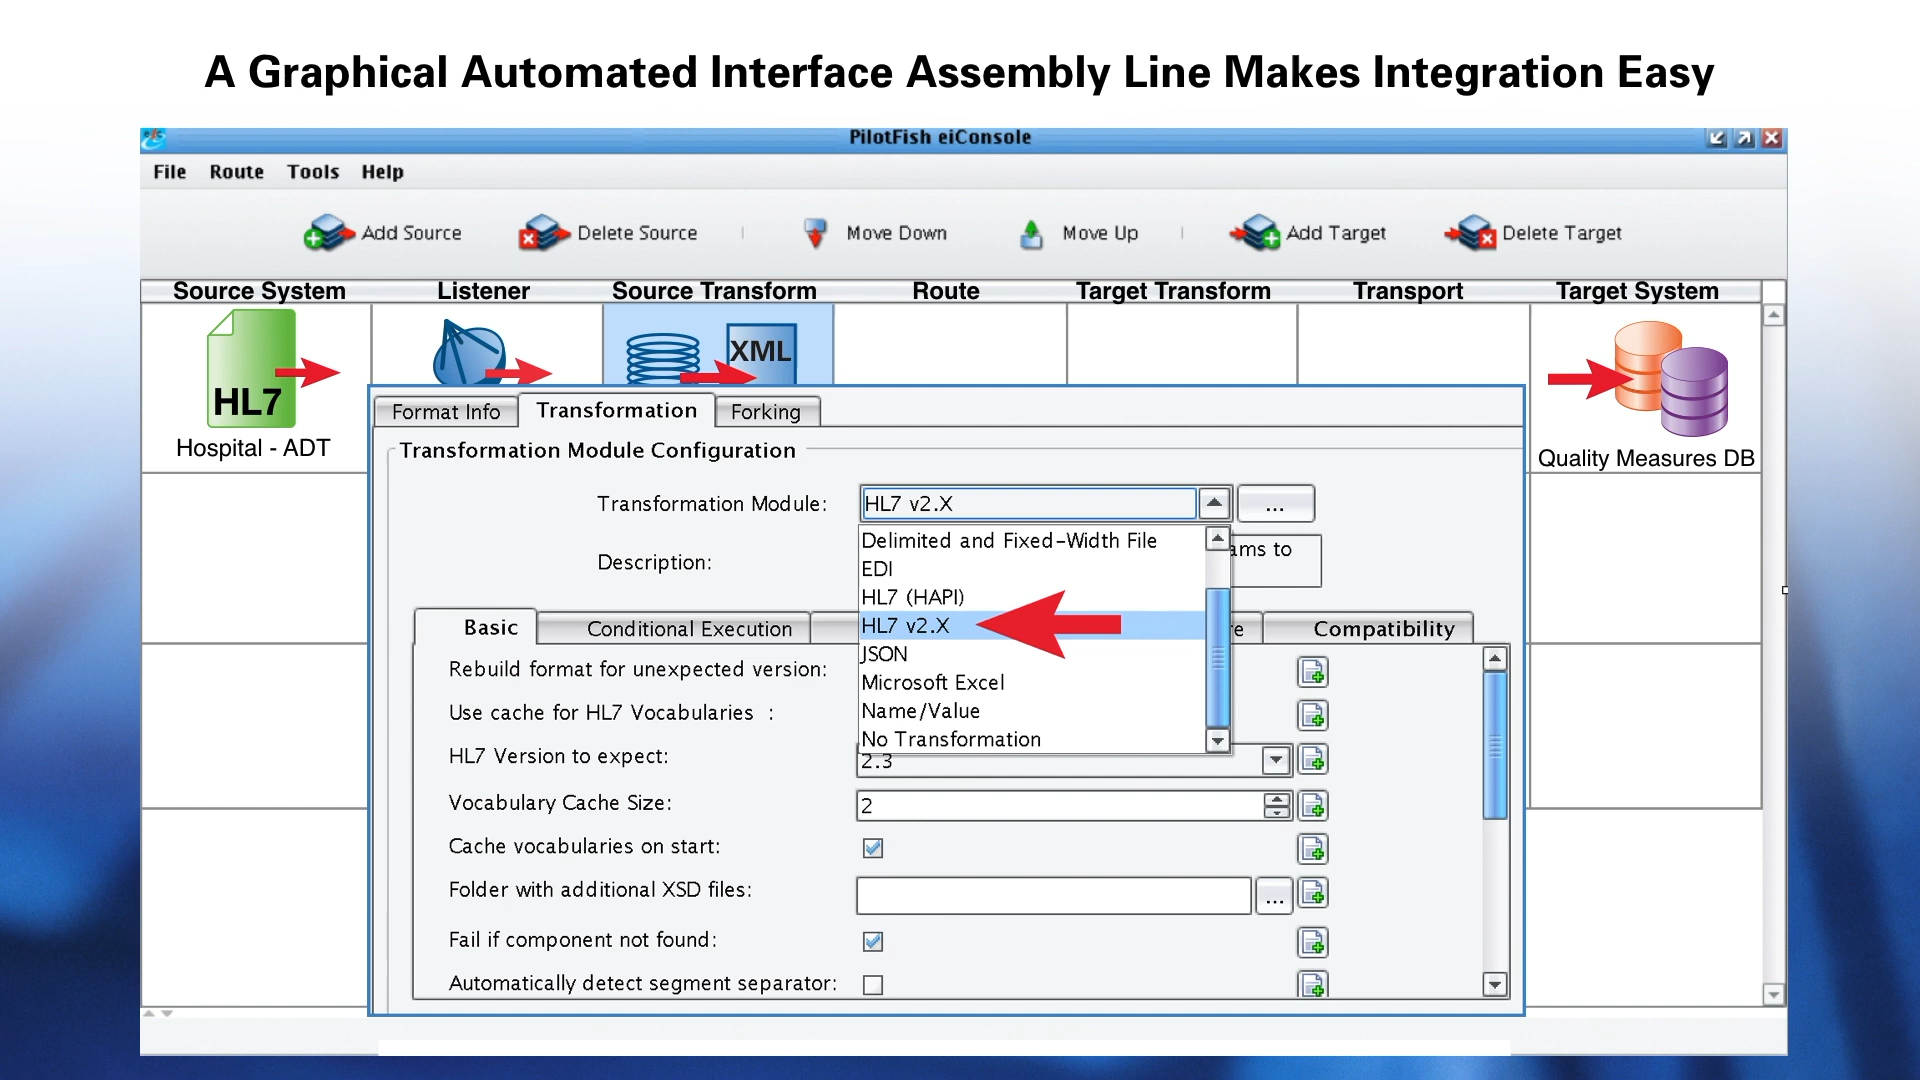 A Graphical Automated Interface Assembly Line Makes Integration Easy
PilotFish eiConsole
File Route Tools Help
Add Source Delete Source Move Down Move Up Add Target Delete Target
Source System Listener Source Transform Route Target Transform Transport Target System
HL7
XML
Hospital - ADT
Quality Measures DB
Format Info Transformation Forking
Transformation Module Configuration
Transformation Module: HL7 v2.X ...
Description:
to
Delimited and Fixed-Width File
EDI
HL7 (HAPI)
HL7 v2.X
JSON
Microsoft Excel
Name/Value
No Transformation
Basic Conditional Execution Compatibility
Rebuild format for unexpected version:
Use cache for HL7 Vocabularies :
HL7 Version to expect: 2.3
Vocabulary Cache Size: 2
Cache vocabularies on start:
Folder with additional XSD files: ...
Fail if component not found:
Automatically detect segment separator: